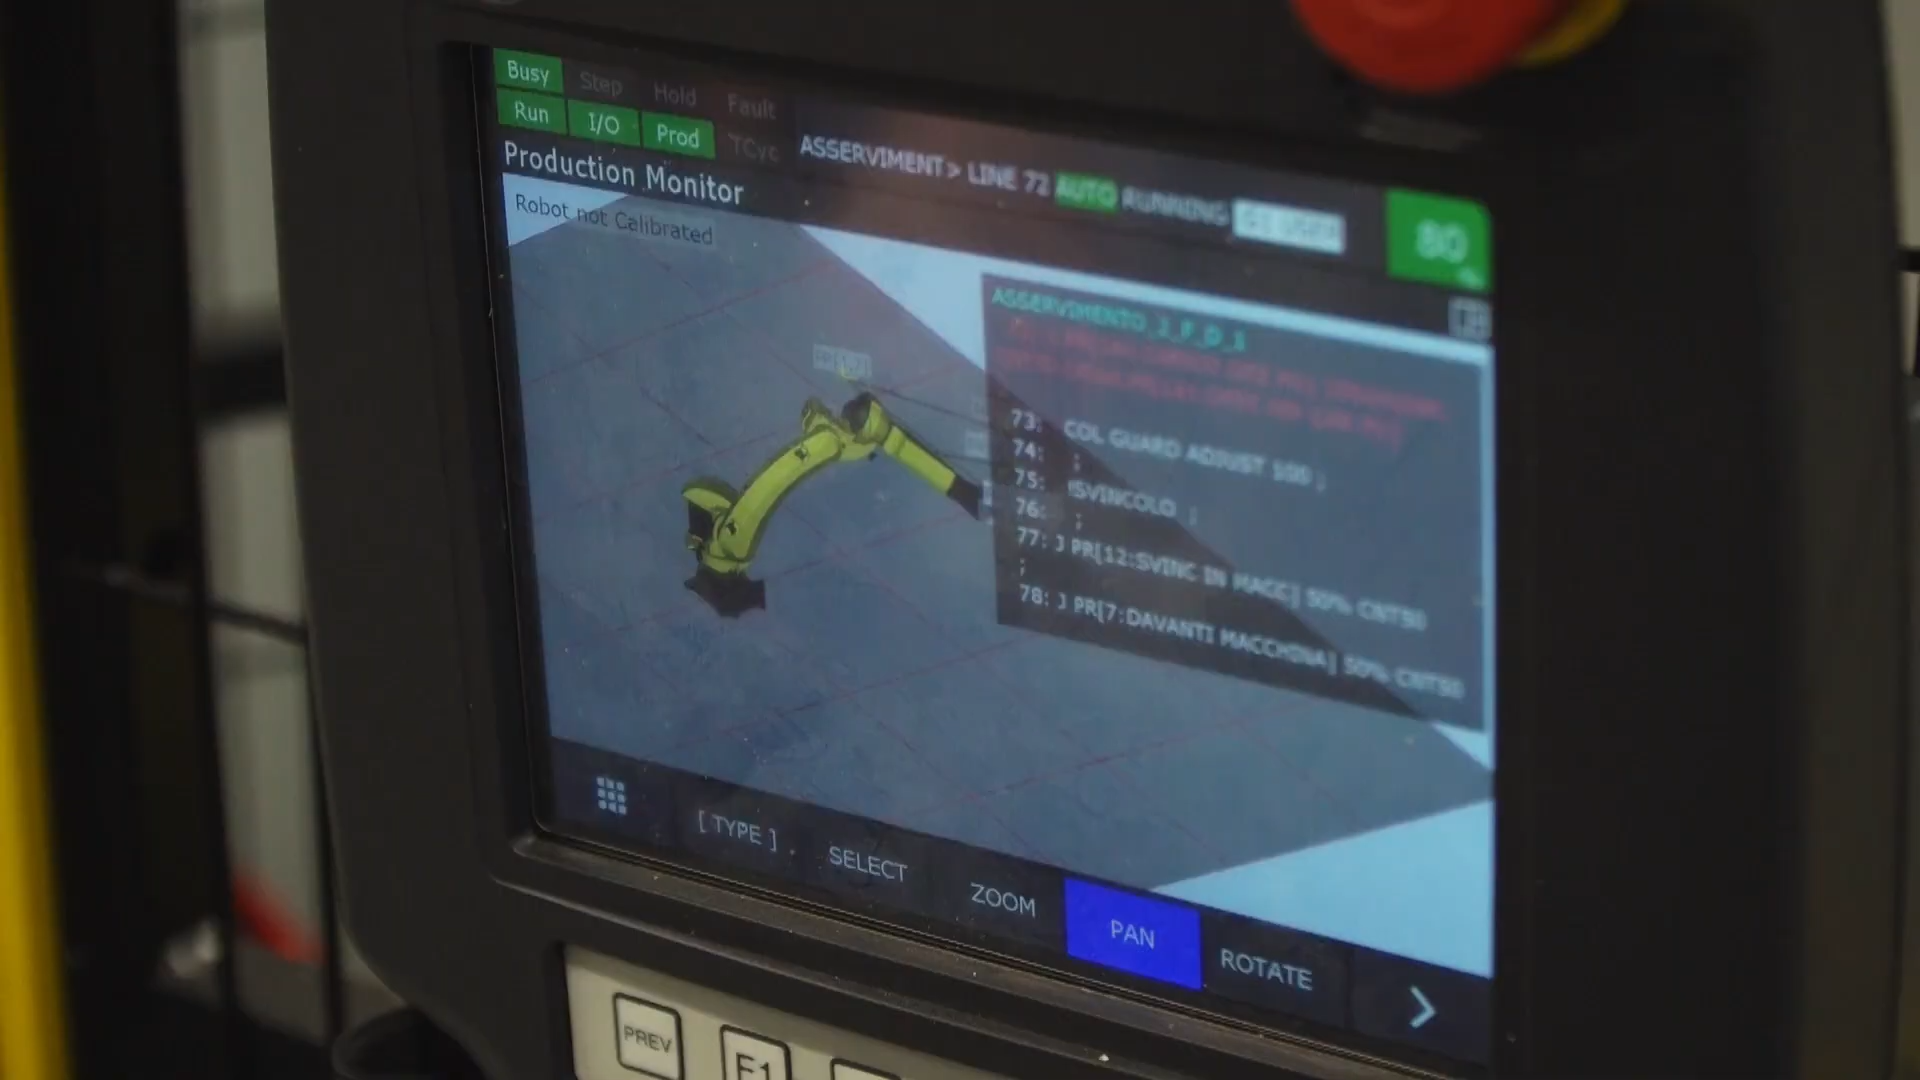 Busy Step Hold Fault
Run I/O Prod TCyc
ASSERVIMENT> LINE 72 AUTO RUNNING
80
%
Production Monitor
Robot not Calibrated
73: COL GUARD ADJUST 100 ;
74: ;
75: !SVINCOLO ;
76: ;
77: J PR[12:SVINC IN MACC] 50% CNT50
;
78: J PR[7:DAVANTI MACCHINA] 50% CNT50
[ TYPE ] SELECT ZOOM PAN ROTATE >
PREV F1